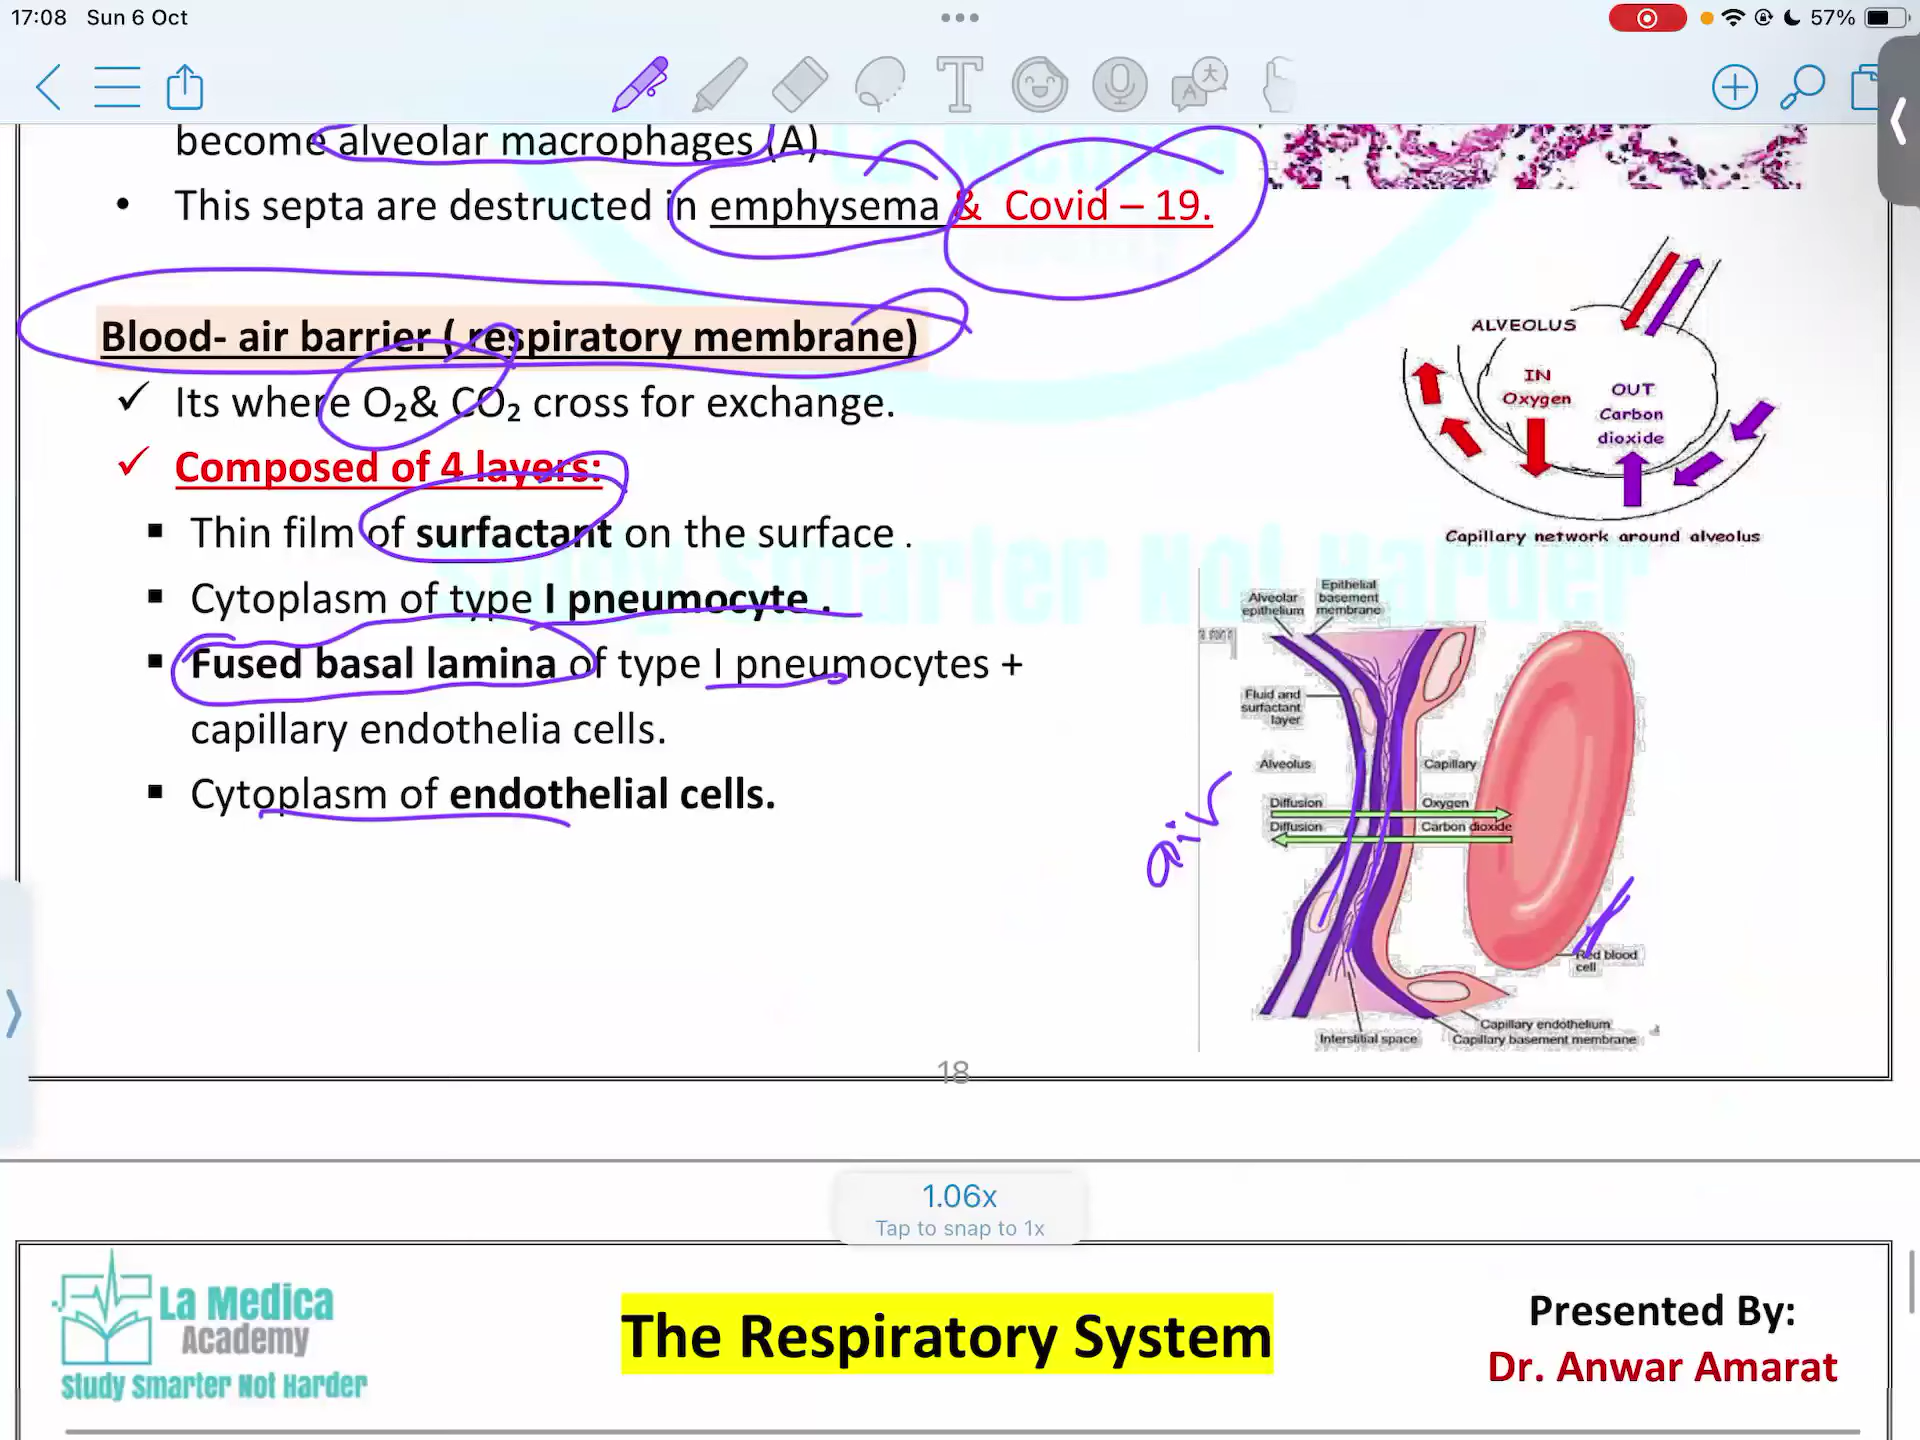 17:08 Sun 6 Oct
57%
become alveolar macrophages (A).
• This septa are destructed in emphysema & Covid – 19.
Blood- air barrier ( respiratory membrane)
✓ Its where O₂& CO₂ cross for exchange.
✓ Composed of 4 layers:
▪ Thin film of surfactant on the surface .
▪ Cytoplasm of type I pneumocyte .
▪ Fused basal lamina of type I pneumocytes +
capillary endothelia cells.
▪ Cytoplasm of endothelial cells.
ALVEOLUS
IN
Oxygen
OUT
Carbon
dioxide
Capillary network around alveolus
Alveolar
epithelium
Epithelial
basement
membrane
Fluid and
surfactant
layer
Alveolus
Capillary
Diffusion
Oxygen
Diffusion
Carbon dioxide
air
Red blood
cell
Capillary endothelium
Interstitial space
Capillary basement membrane
Study Smarter Not Harder
18
1.06x
Tap to snap to 1x
La Medica
Academy
Study Smarter Not Harder
The Respiratory System
Presented By:
Dr. Anwar Amarat